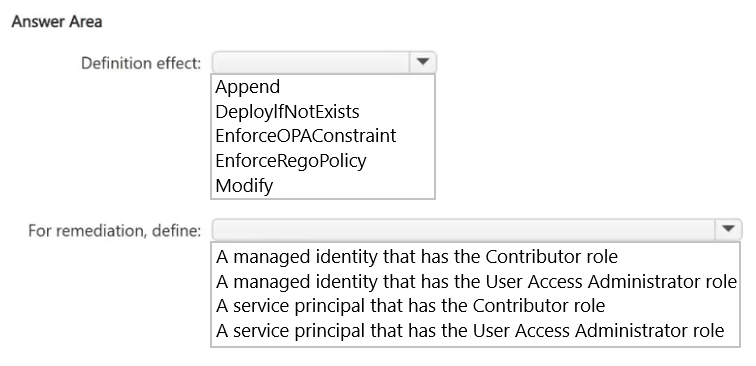 Answer Area
Definition effect:
Append
DeployIfNotExists
EnforceOPAConstraint
EnforceRegoPolicy
Modify
For remediation, define:
A managed identity that has the Contributor role
A managed identity that has the User Access Administrator role
A service principal that has the Contributor role
A service principal that has the User Access Administrator role